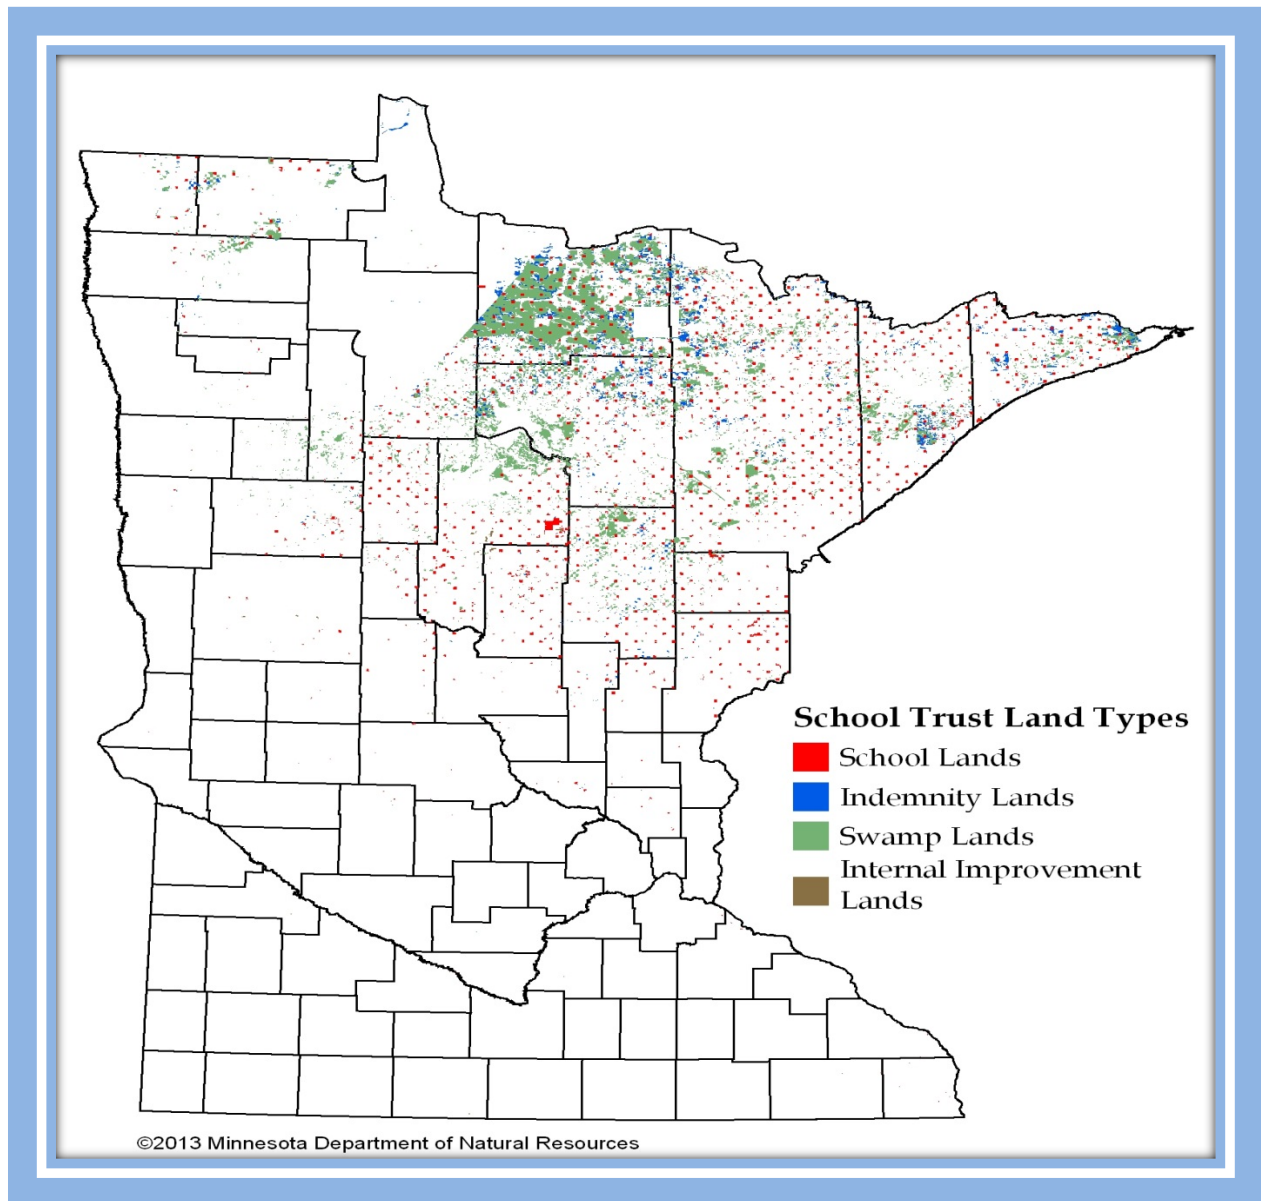 School Trust Land Types
School Lands
Indemnity Lands
Swamp Lands
Internal Improvement
Lands
©2013 Minnesota Department of Natural Resources